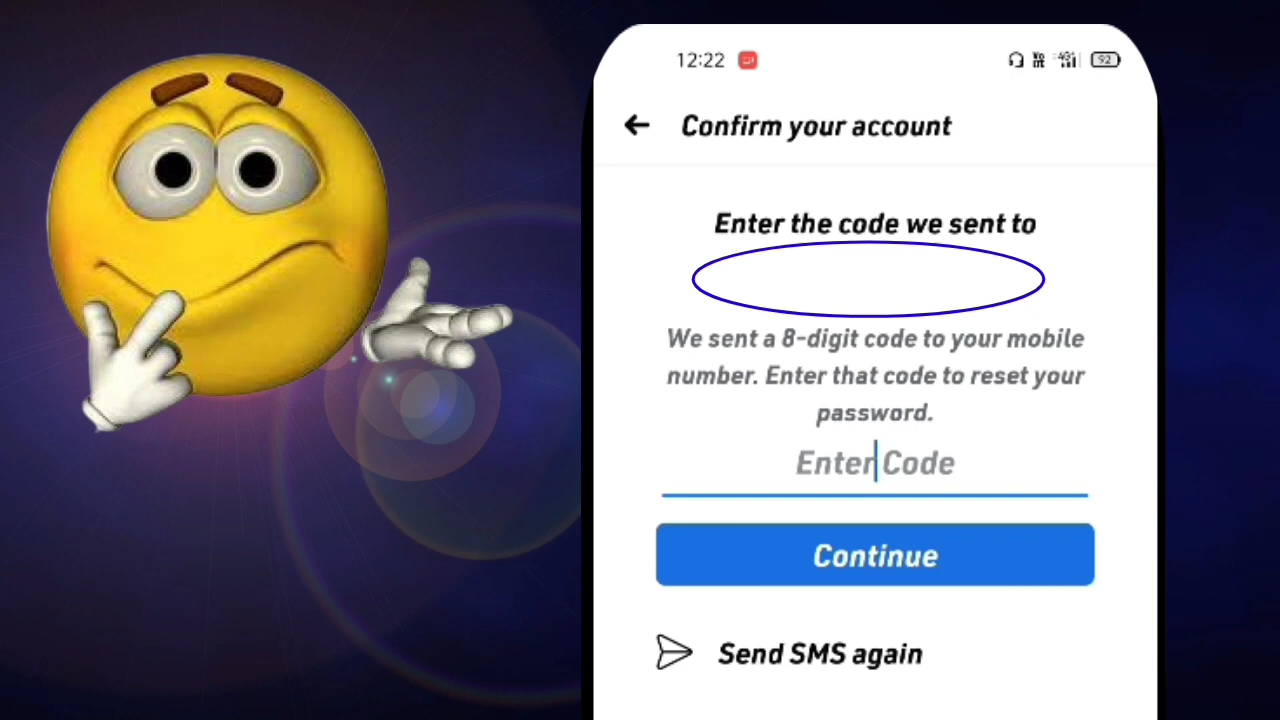 12:22
92
Confirm your account
Enter the code we sent to
We sent a 8-digit code to your mobile
number. Enter that code to reset your
password.
Enter Code
Continue
Send SMS again